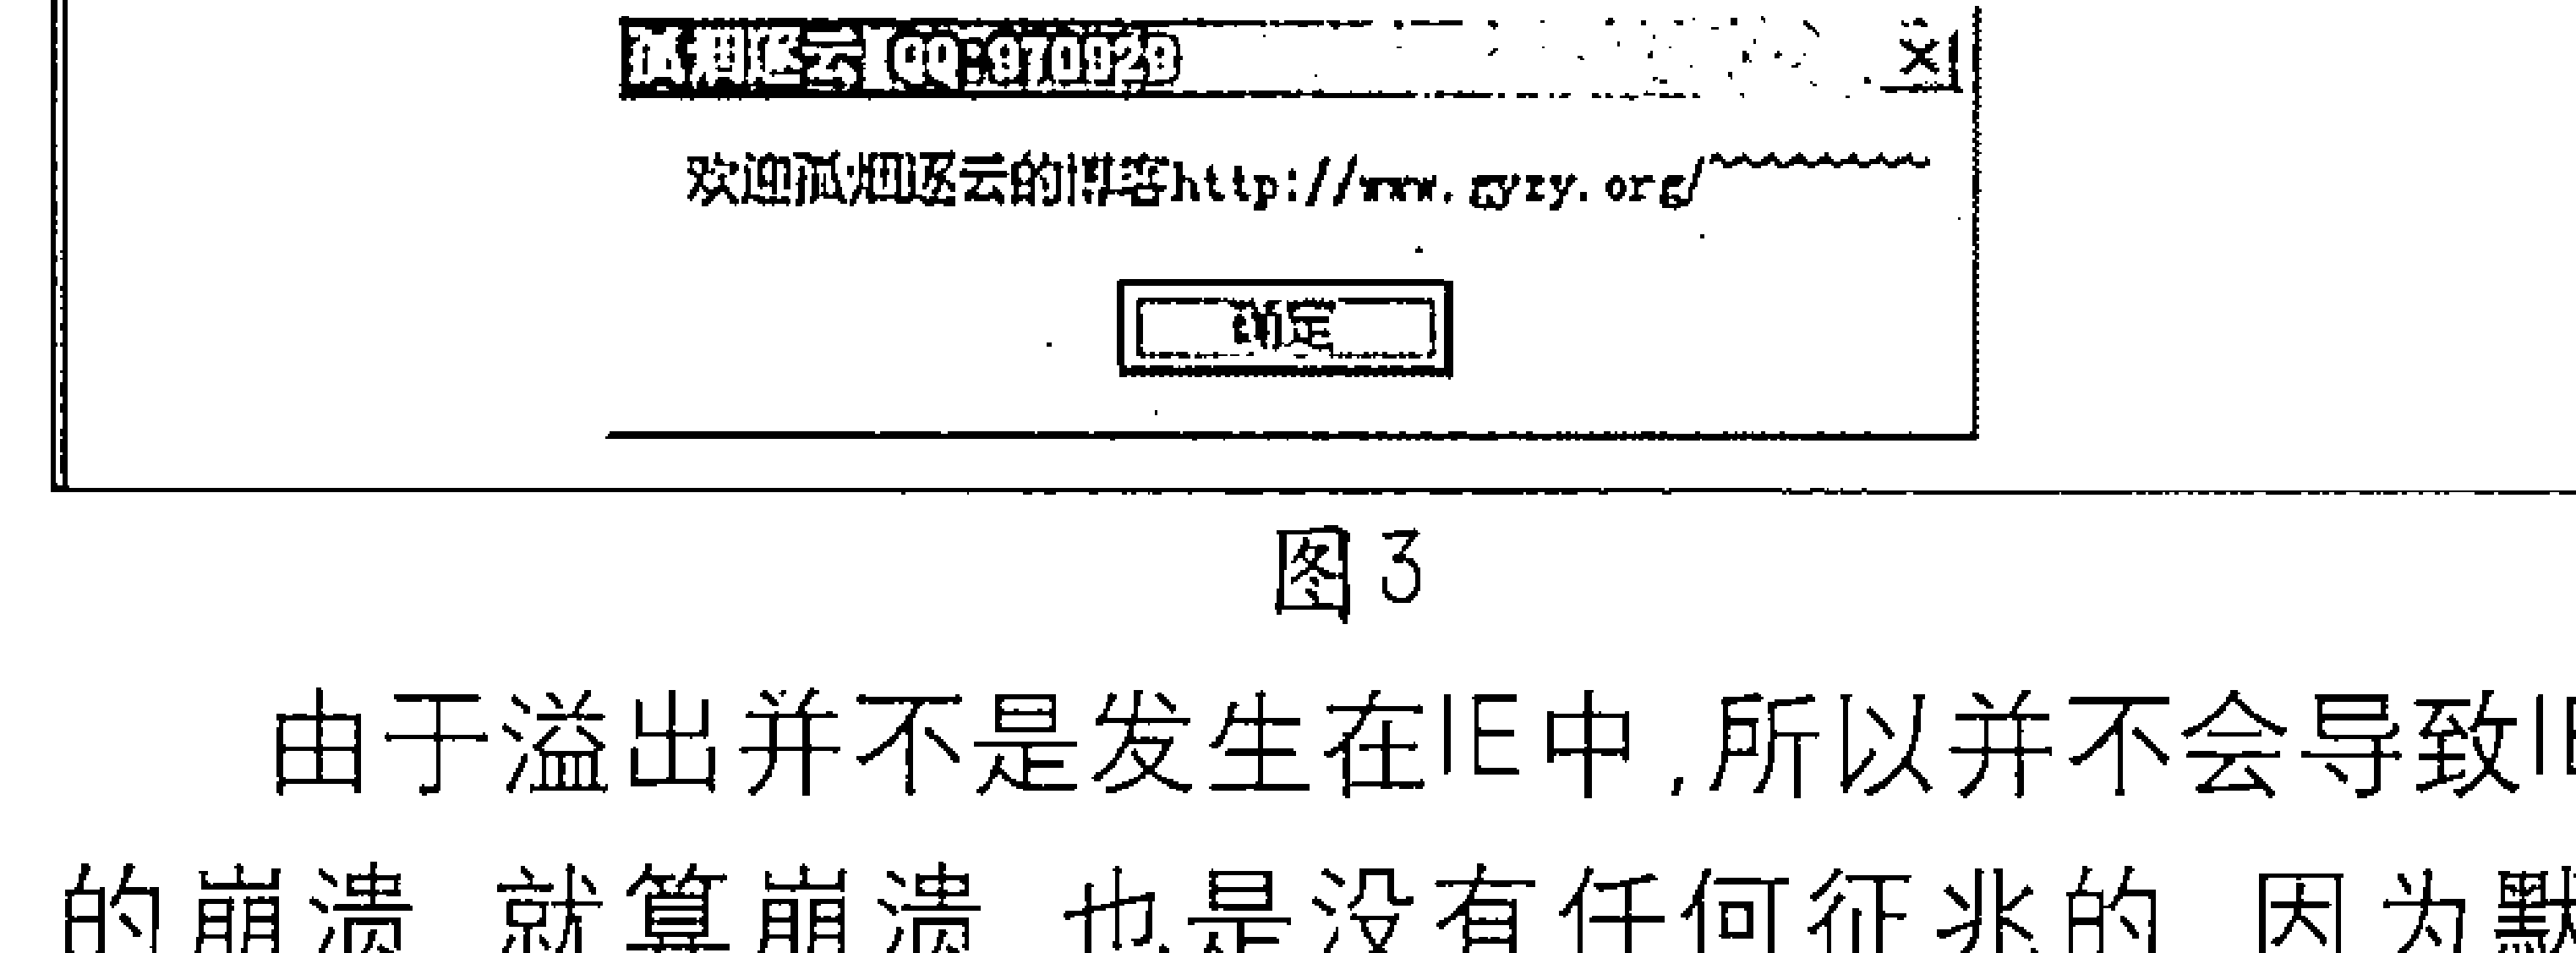 孤烟逐云 QQ:970929
欢迎孤烟逐云的博客http://www.gyzy.org/
确定
图3
由于溢出并不是发生在IE中,所以并不会导致IE
的崩溃 就算崩溃 也是没有任何征兆的 因为默